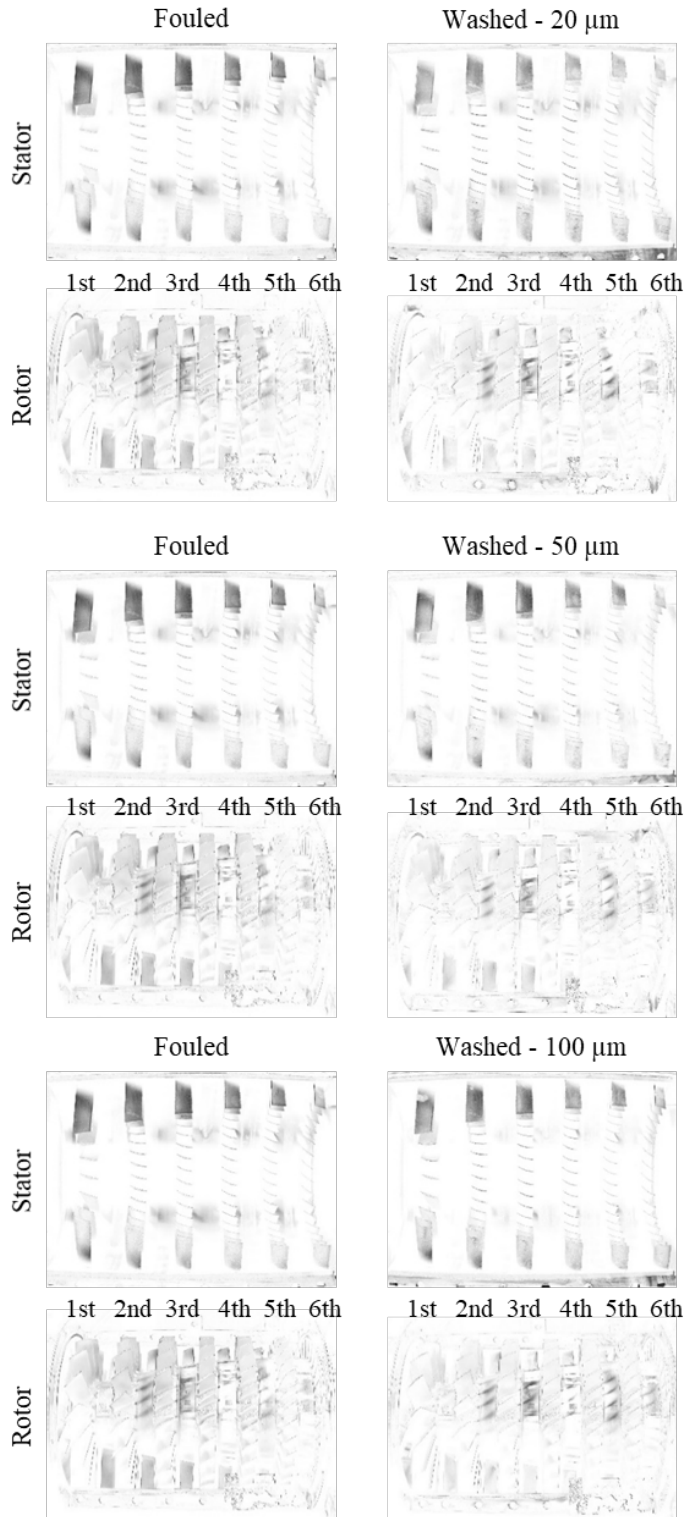 Fouled Washed - 20 µm
Stator
1st 2nd 3rd 4th 5th 6th 1st 2nd 3rd 4th 5th 6th
Rotor
Fouled Washed - 50 µm
Stator
1st 2nd 3rd 4th 5th 6th 1st 2nd 3rd 4th 5th 6th
Rotor
Fouled Washed - 100 µm
Stator
1st 2nd 3rd 4th 5th 6th 1st 2nd 3rd 4th 5th 6th
Rotor